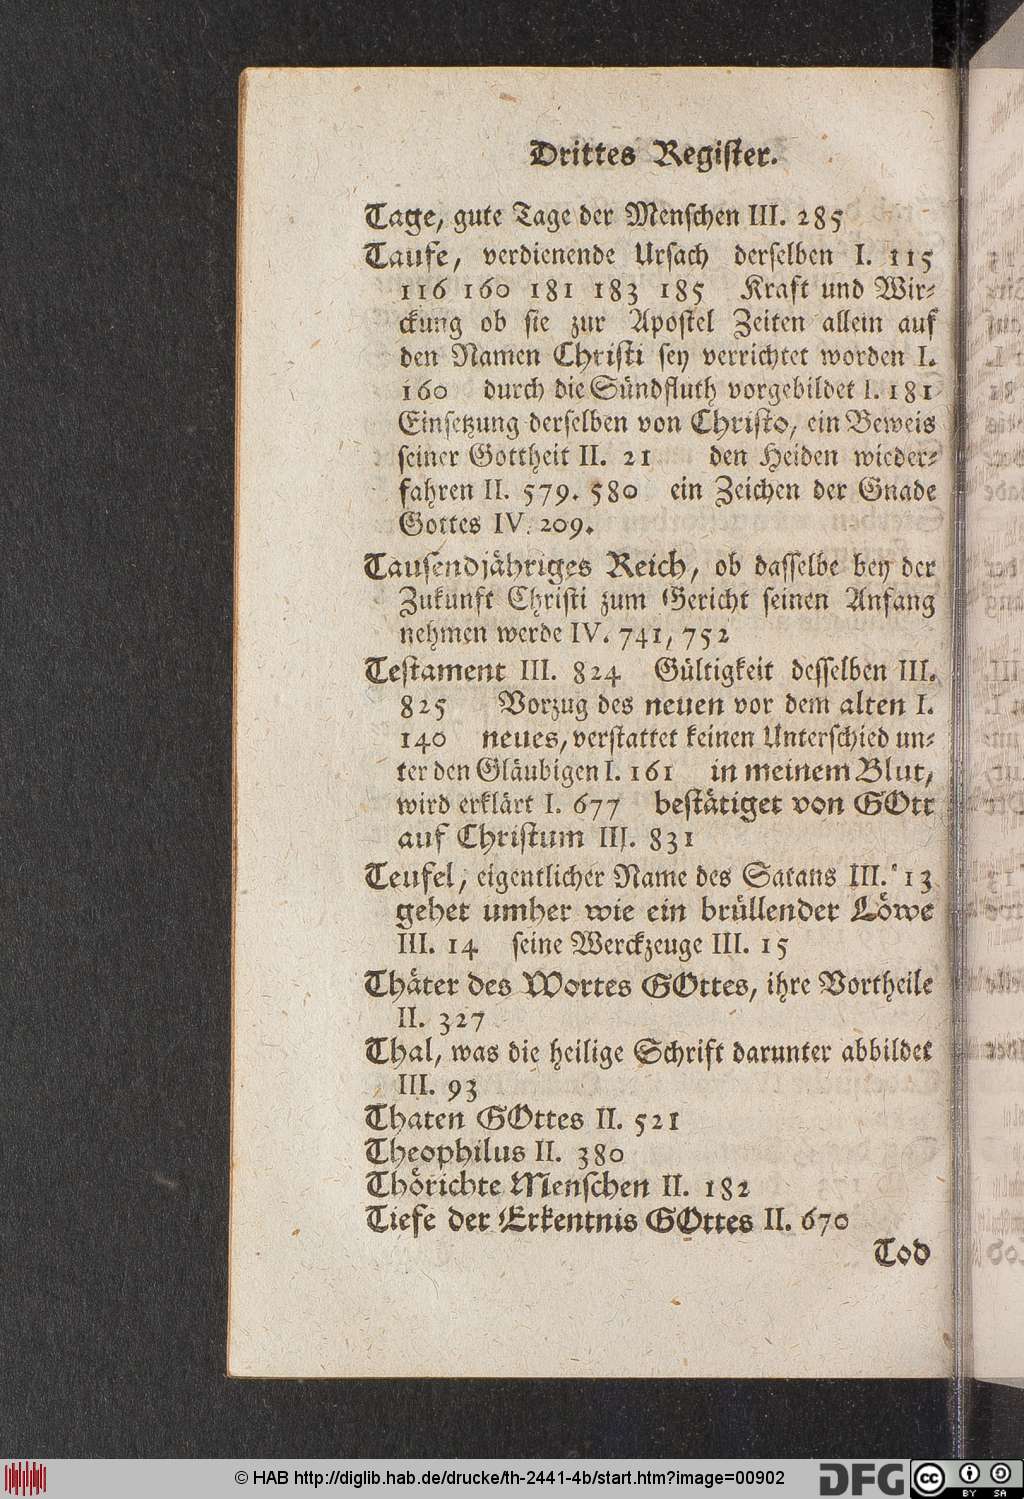 Drittes Regiſter.
Tage, gute Tage der Menſchen III. 285
Taufe, verdienende Urſach derſelben I. 115
116 160 181 183 185 Kraft und Wir⸗
ckung ob ſie zur Apoſtel Zeiten allein auf
den Namen Chriſti ſey verrichtet worden I.
160 durch die Sündfluth vorgebildet I. 181
Einſetzung derſelben von Chriſto, ein Beweis
ſeiner Gottheit II. 21 den Heiden wieder⸗
fahren II. 579. 580 ein Zeichen der Gnade
Gottes IV. 209.
Tauſendjähriges Reich, ob daſſelbe bey der
Zukunft Chriſti zum Gericht ſeinen Anfang
nehmen werde IV. 741, 752
Teſtament III. 824 Gültigkeit deſſelben III.
825 Vorzug des neuen vor dem alten I.
140 neues, verſtattet keinen Unterſchied un⸗
ter den Gläubigen I. 161 in meinem Blut,
wird erklärt I. 677 beſtätiget von GOtt
auf Chriſtum III. 831
Teufel, eigentlicher Name des Satans III. 13
gehet umher wie ein brüllender Löwe
III. 14 ſeine Werckzeuge III. 15
Thäter des Wortes GOttes, ihre Vortheile
II. 327
Thal, was die heilige Schrift darunter abbildet
III. 93
Thaten GOttes II. 521
Theophilus II. 380
Thörichte Menſchen II. 182
Tiefe der Erkentnis GOttes II. 670
Tod
© HAB http://diglib.hab.de/drucke/th-2441-4b/start.htm?image=00902
DFG
cc BY SA